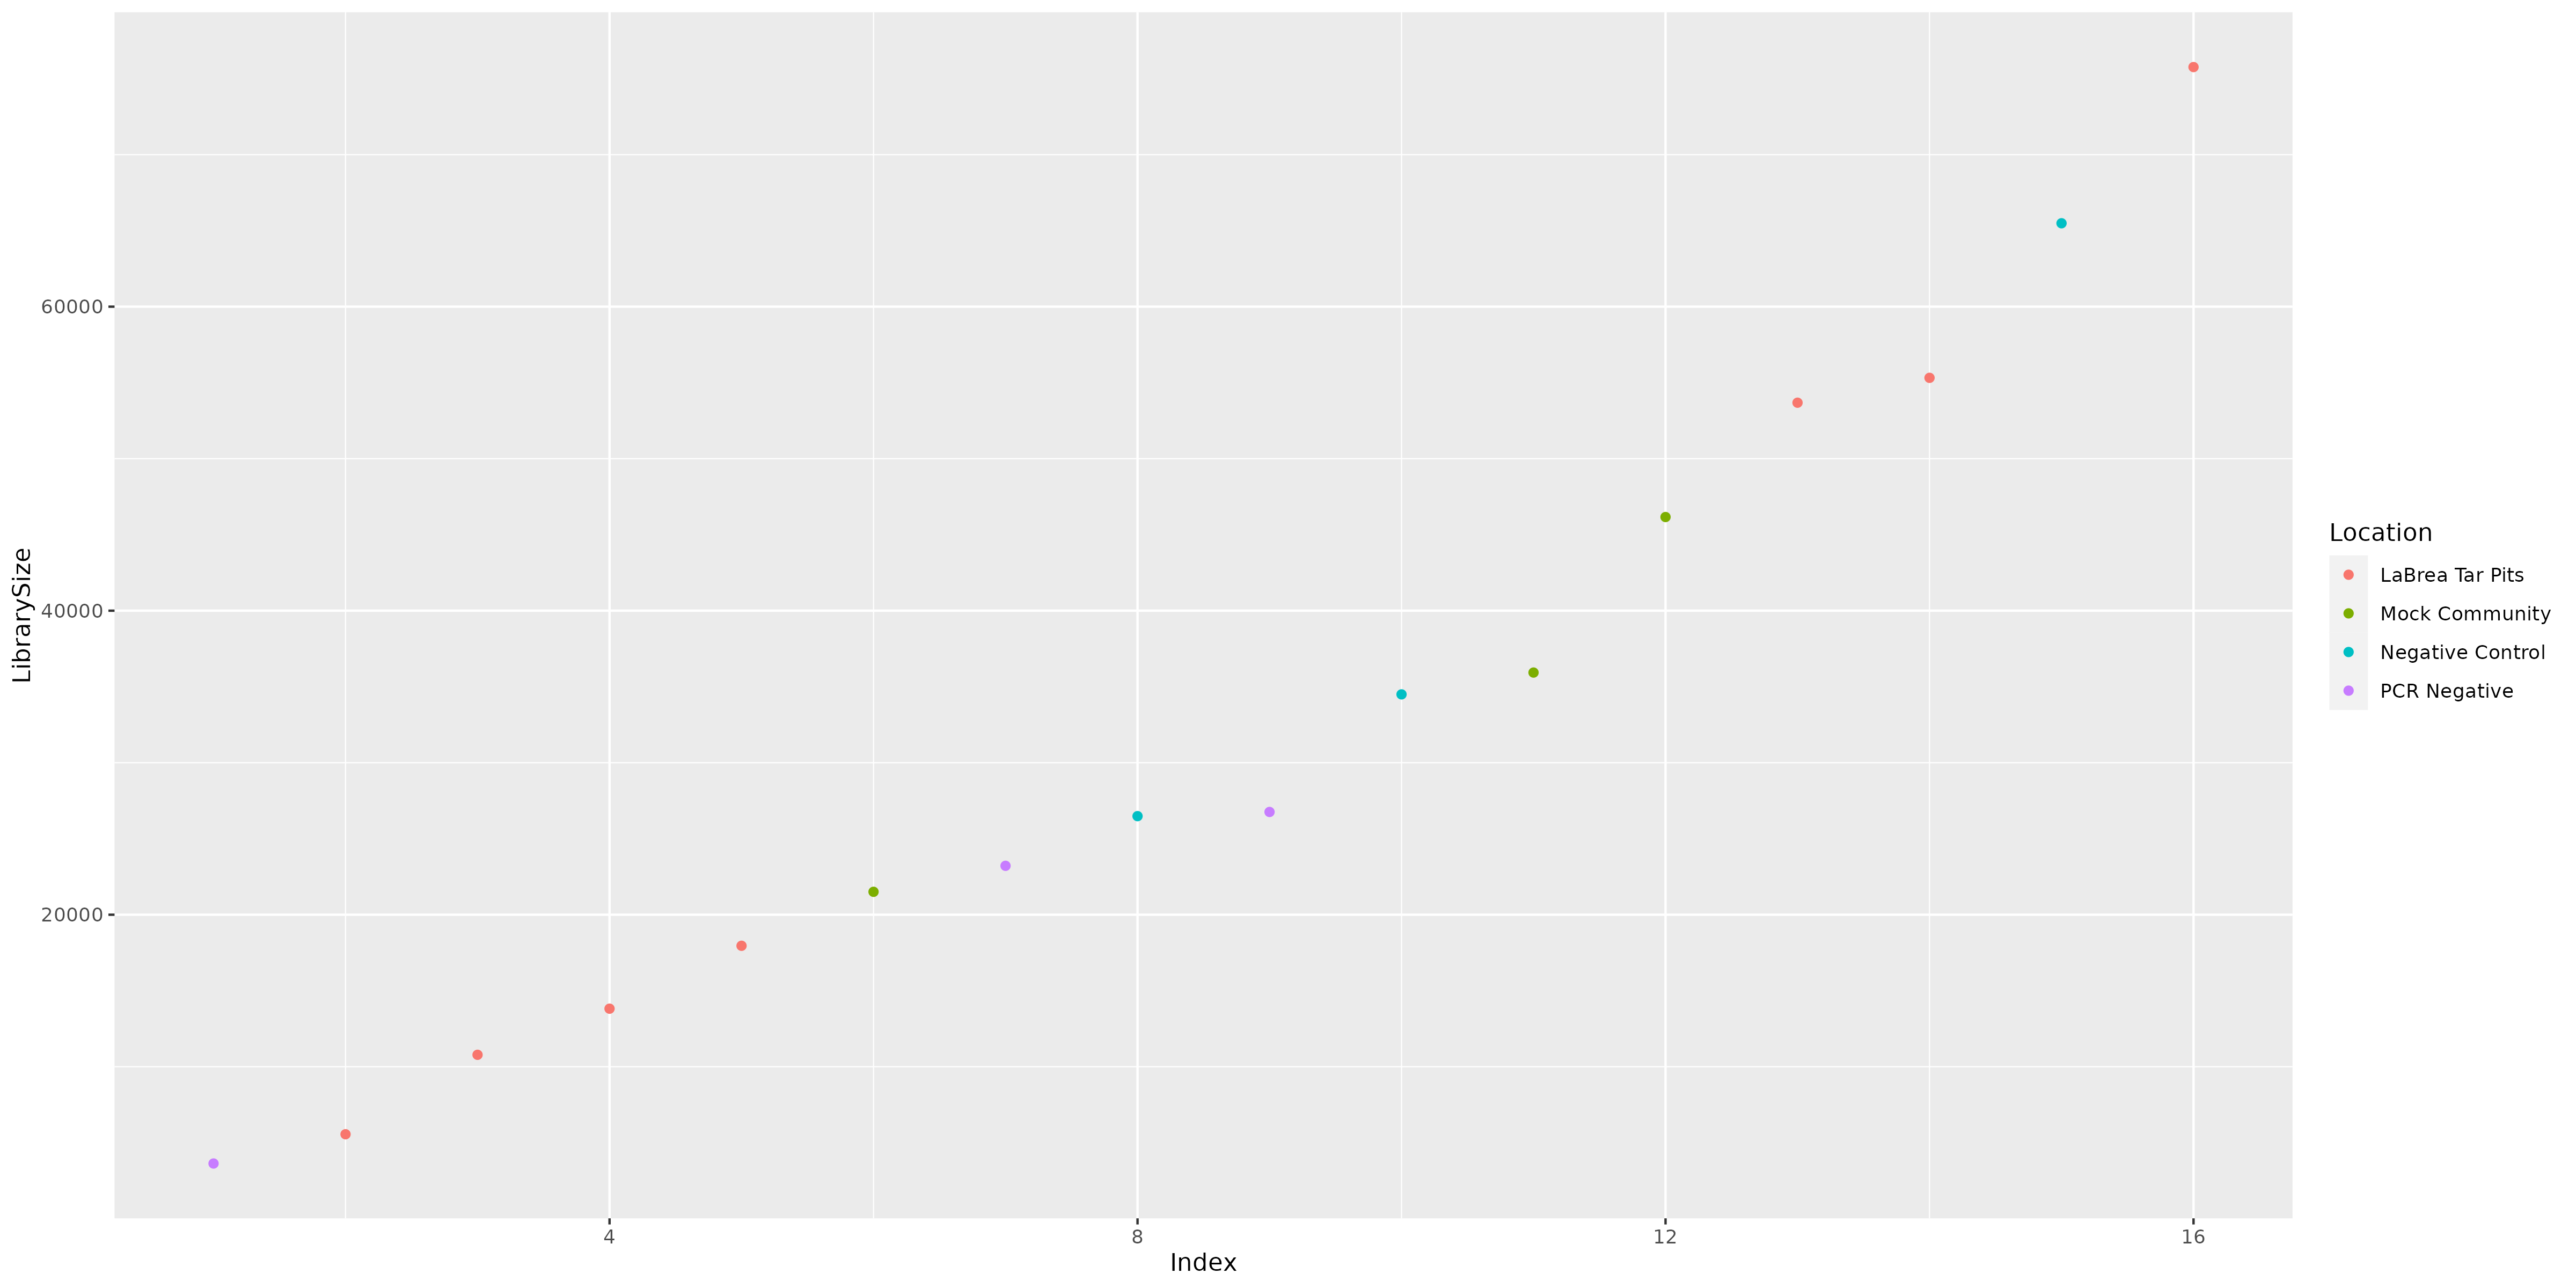 LibrarySize
60000
40000
20000
4
8
12
16
Index
Location
LaBrea Tar Pits
Mock Community
Negative Control
PCR Negative